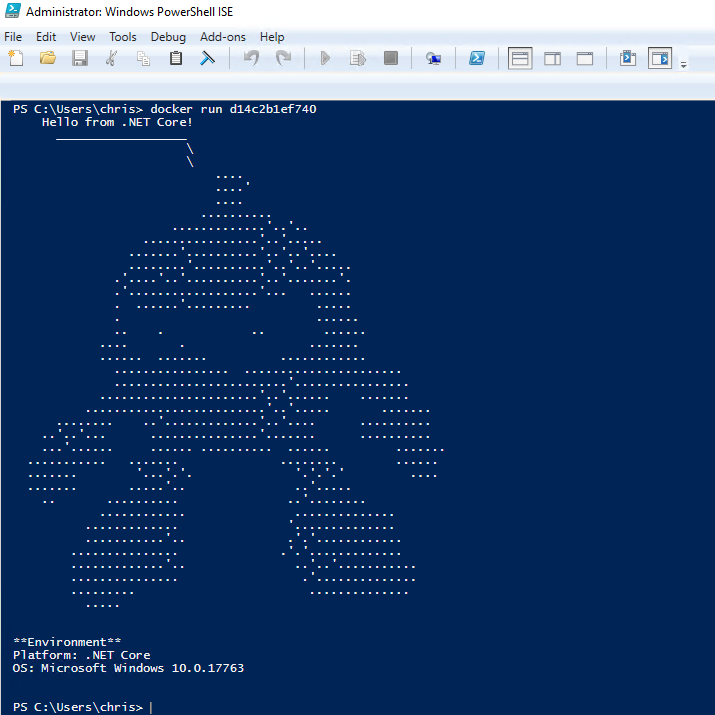 Administrator: Windows PowerShell ISE
File Edit View Tools Debug Add-ons Help
PS C:\Users\chris> docker run d14c2b1ef740
Hello from .NET Core!
**Environment**
Platform: .NET Core
OS: Microsoft Windows 10.0.17763
PS C:\Users\chris>